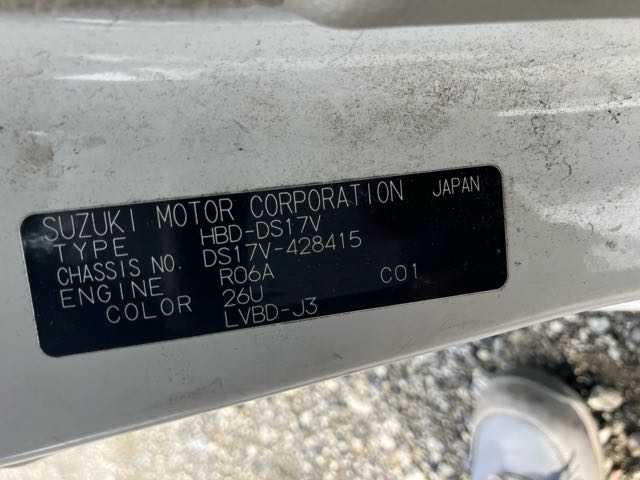 SUZUKI MOTOR CORPORATION JAPAN
TYPE HBD-DS17V
CHASSIS NO. DS17V-428415
ENGINE R06A C01
COLOR 26U
LVBD-J3